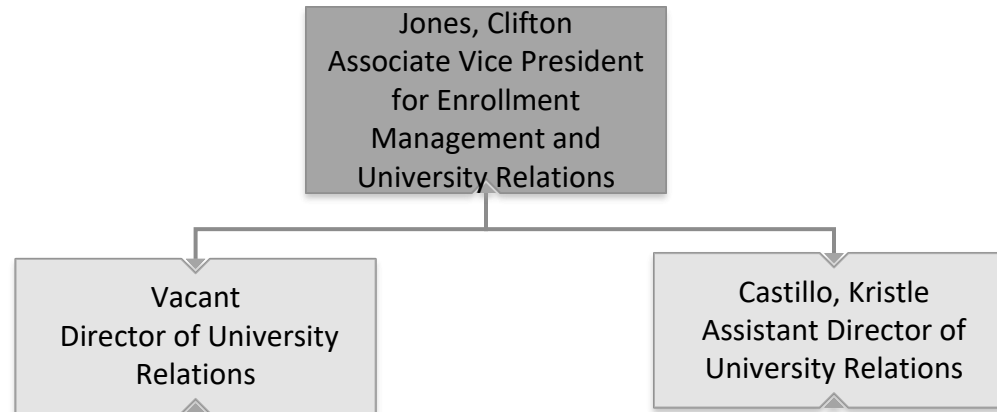 Jones, Clifton
Associate Vice President
for Enrollment
Management and
University Relations
Vacant
Director of University
Relations
Castillo, Kristle
Assistant Director of
University Relations